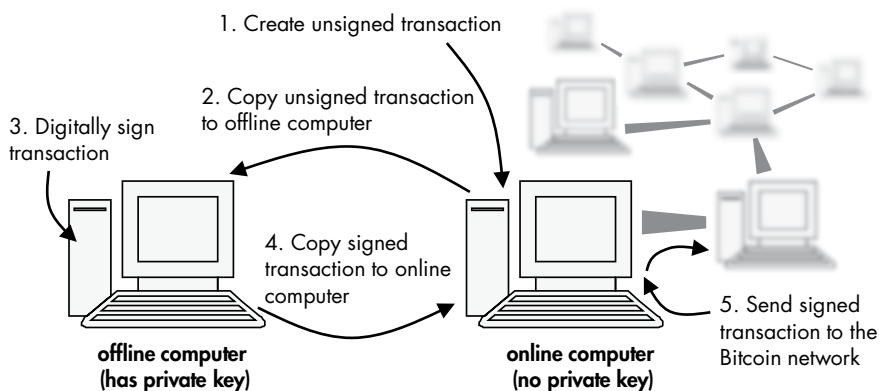 1. Create unsigned transaction
2. Copy unsigned transaction
to offline computer
3. Digitally sign
transaction
4. Copy signed
transaction to online
computer
5. Send signed
transaction to the
Bitcoin network
offline computer
(has private key)
online computer
(no private key)